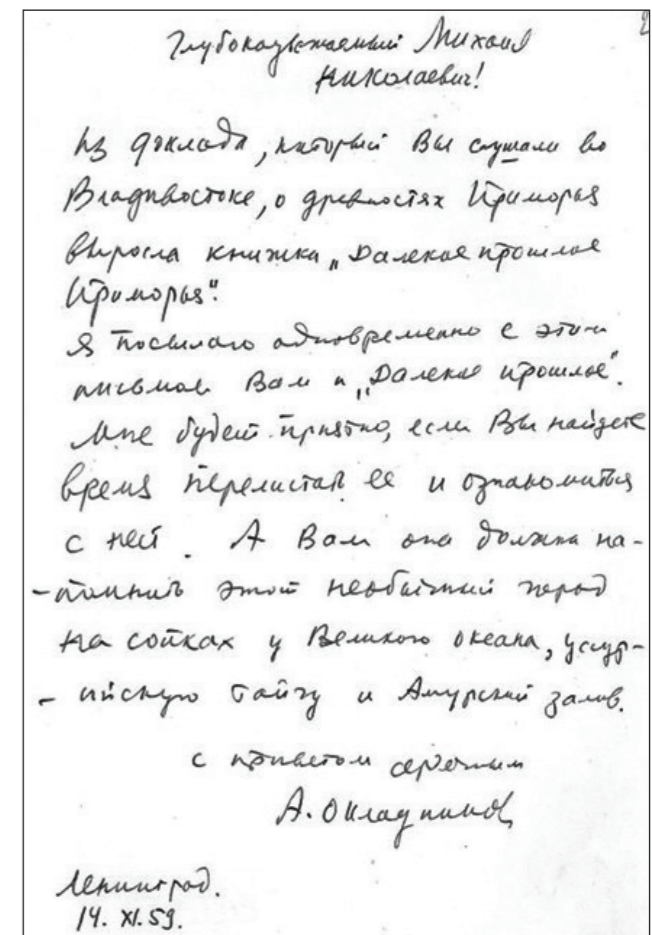 2
Глубокоуважаемый Михаил
Николаевич!
Из доклада, который Вы слушали во
Владивостоке, о древностях Приморья
выросла книжка „Далекое прошлое
Приморья".
Я посылаю одновременно с этим
письмом Вам и „Далекое прошлое".
Мне будет приятно, если Вы найдете
время перелистать ее и ознакомиться
с ней. А Вам она должна на-
-помнить этот необычный город
на сопках у Великого океана, уссур-
- ийскую тайгу и Амурский залив.
с приветом сердечным
А. Окладников
Ленинград.
14. XI. 59.